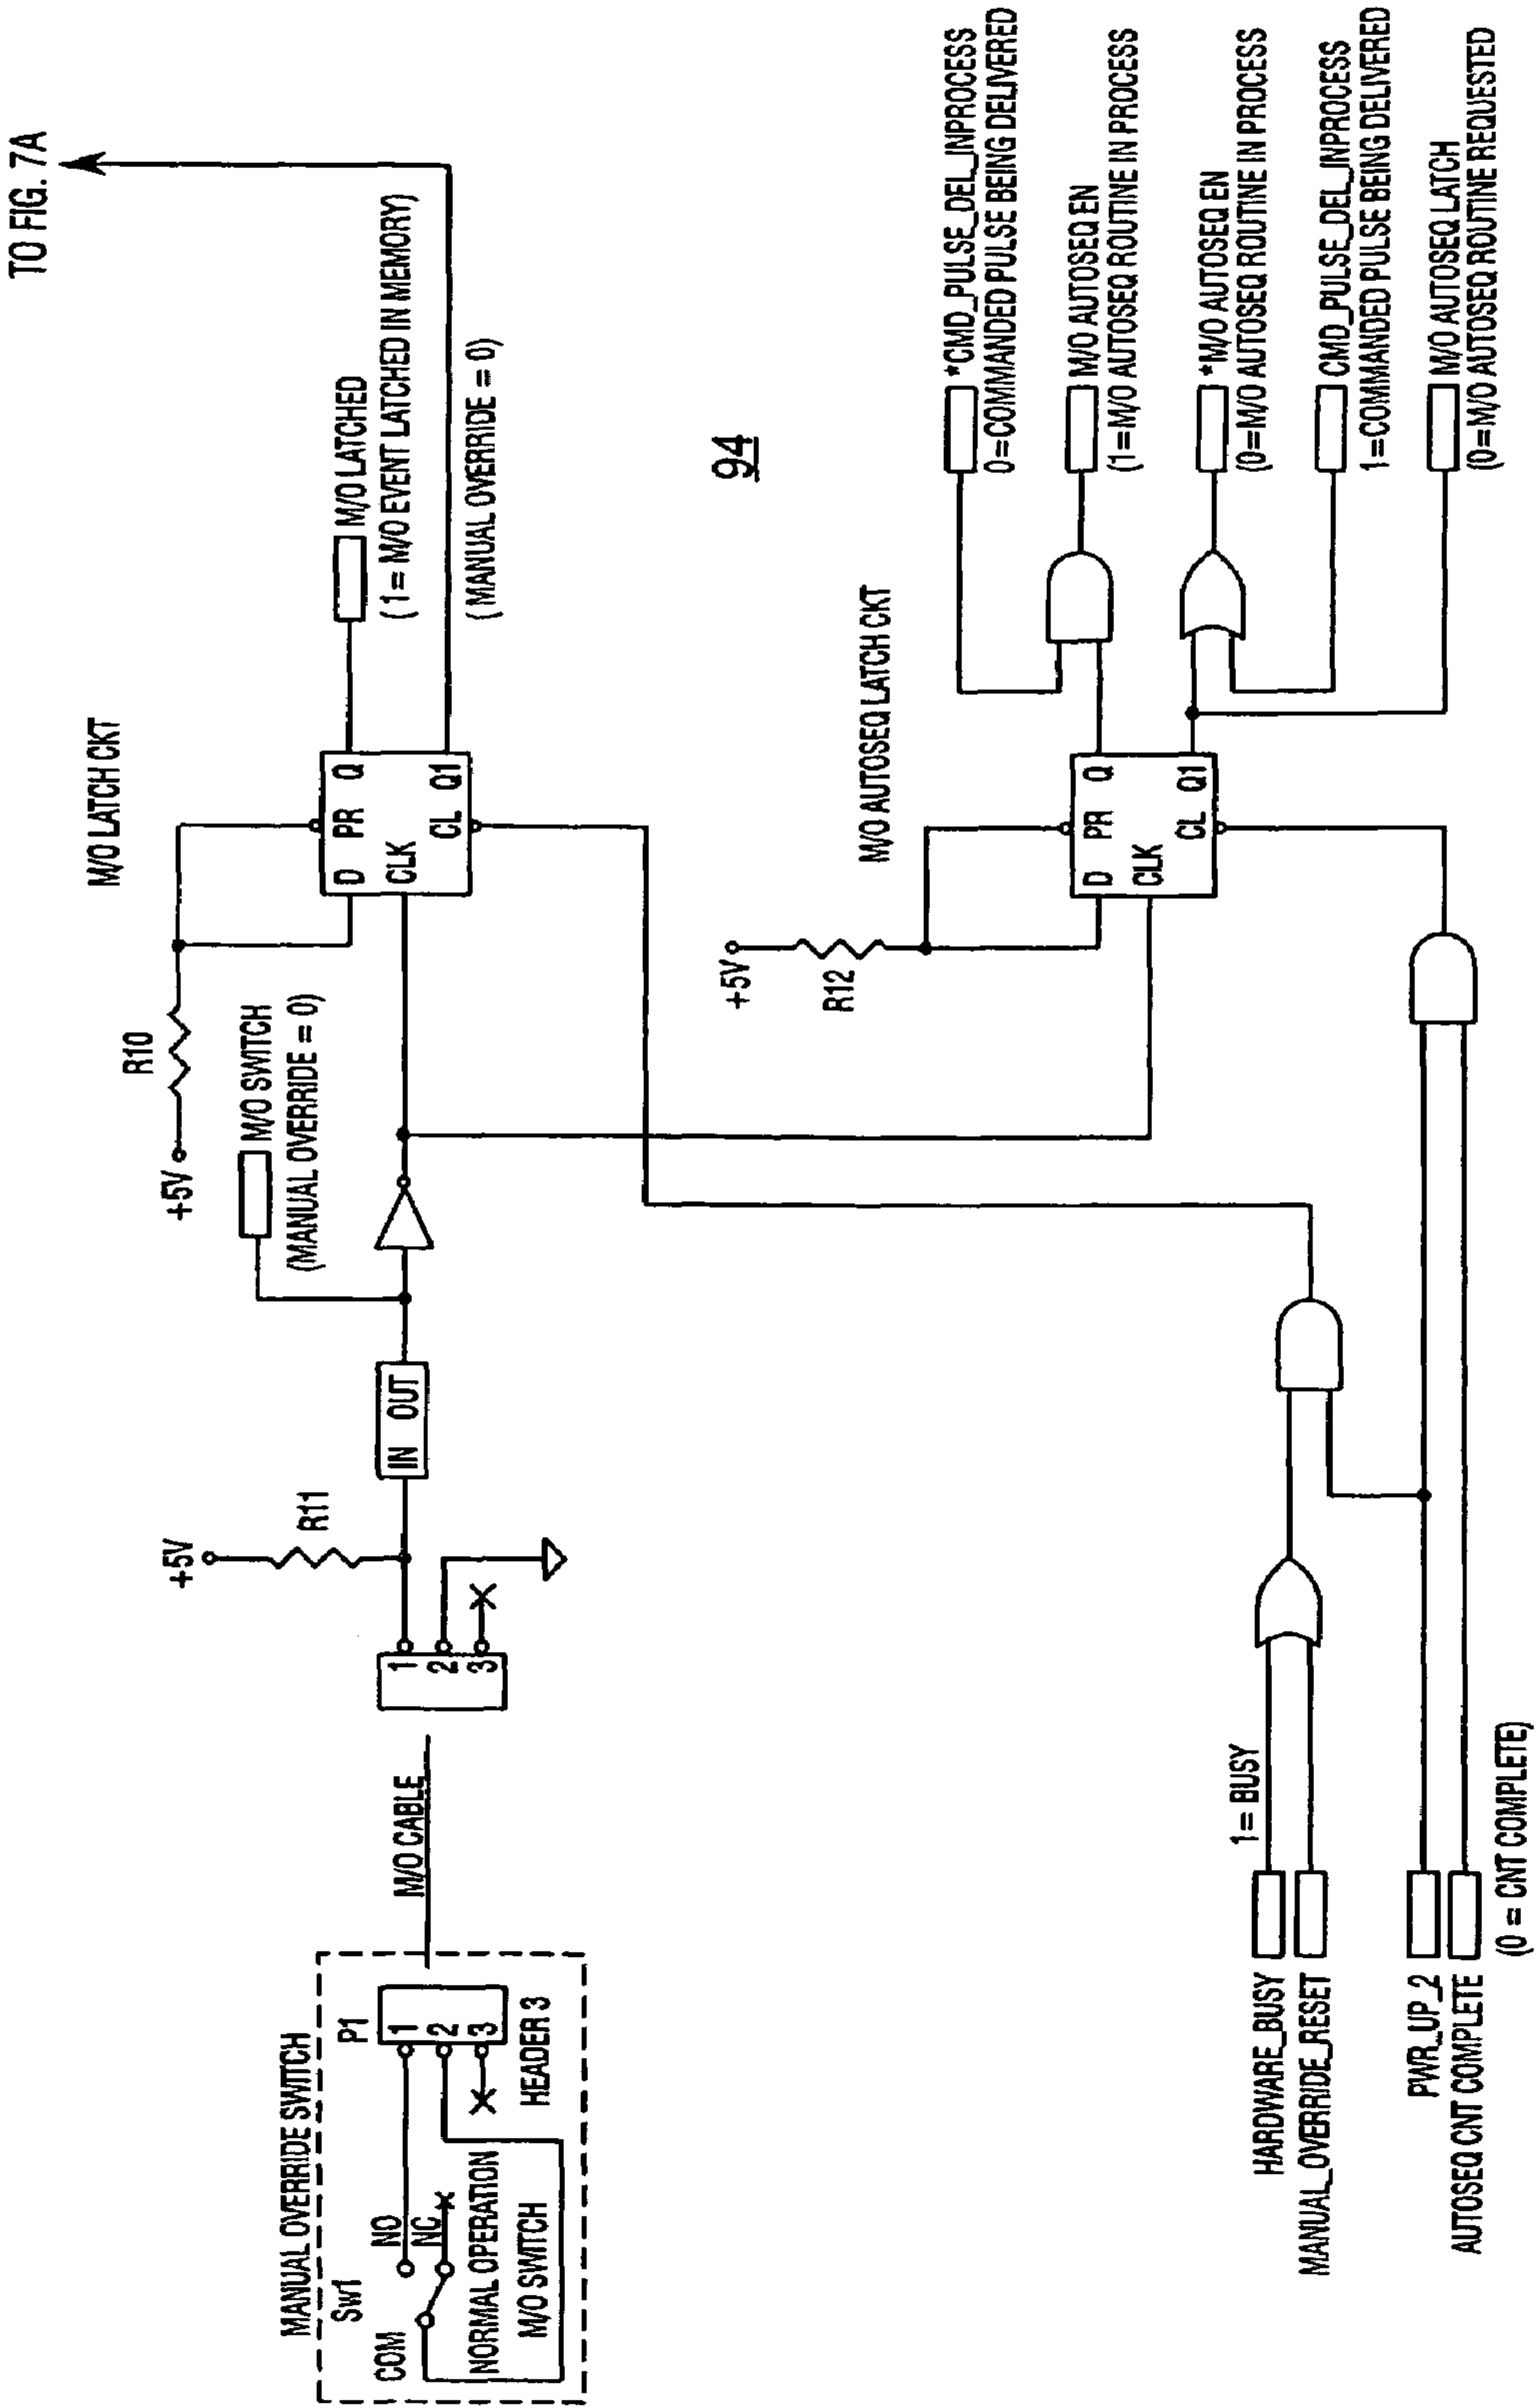 TO FIG. 7A
M/O LATCH CKT
M/O LATCHED
(1= M/O EVENT LATCHED IN MEMORY)
(MANUAL OVERRIDE = 0)
R10
+5V
M/O SWITCH
(MANUAL OVERRIDE = 0)
D PR Q
CLK
CL Q1
+5V
R11
IN OUT
1
2
3
M/O CABLE
MANUAL OVERRIDE SWITCH
SW1
P1
COM
NO
NC
1
2
3
NORMAL OPERATION
M/O SWITCH
HEADER 3
94
M/O AUTOSEQ LATCH CKT
+5V
R12
D PR Q
CLK
CL Q1
*CMD_PULSE_DEL_INPROCESS
0=COMMANDED PULSE BEING DELIVERED
M/O AUTOSEQ EN
(1=M/O AUTOSEQ ROUTINE IN PROCESS
*M/O AUTOSEQ EN
(0=M/O AUTOSEQ ROUTINE IN PROCESS
CMD_PULSE_DEL_INPROCESS
1=COMMANDED PULSE BEING DELIVERED
M/O AUTOSEQ LATCH
(0=M/O AUTOSEQ ROUTINE REQUESTED
1= BUSY
HARDWARE_BUSY
MANUAL_OVERRIDE_RESET
PWR_UP_2
AUTOSEQ CNT COMPLETE
(0 = CNT COMPLETE)